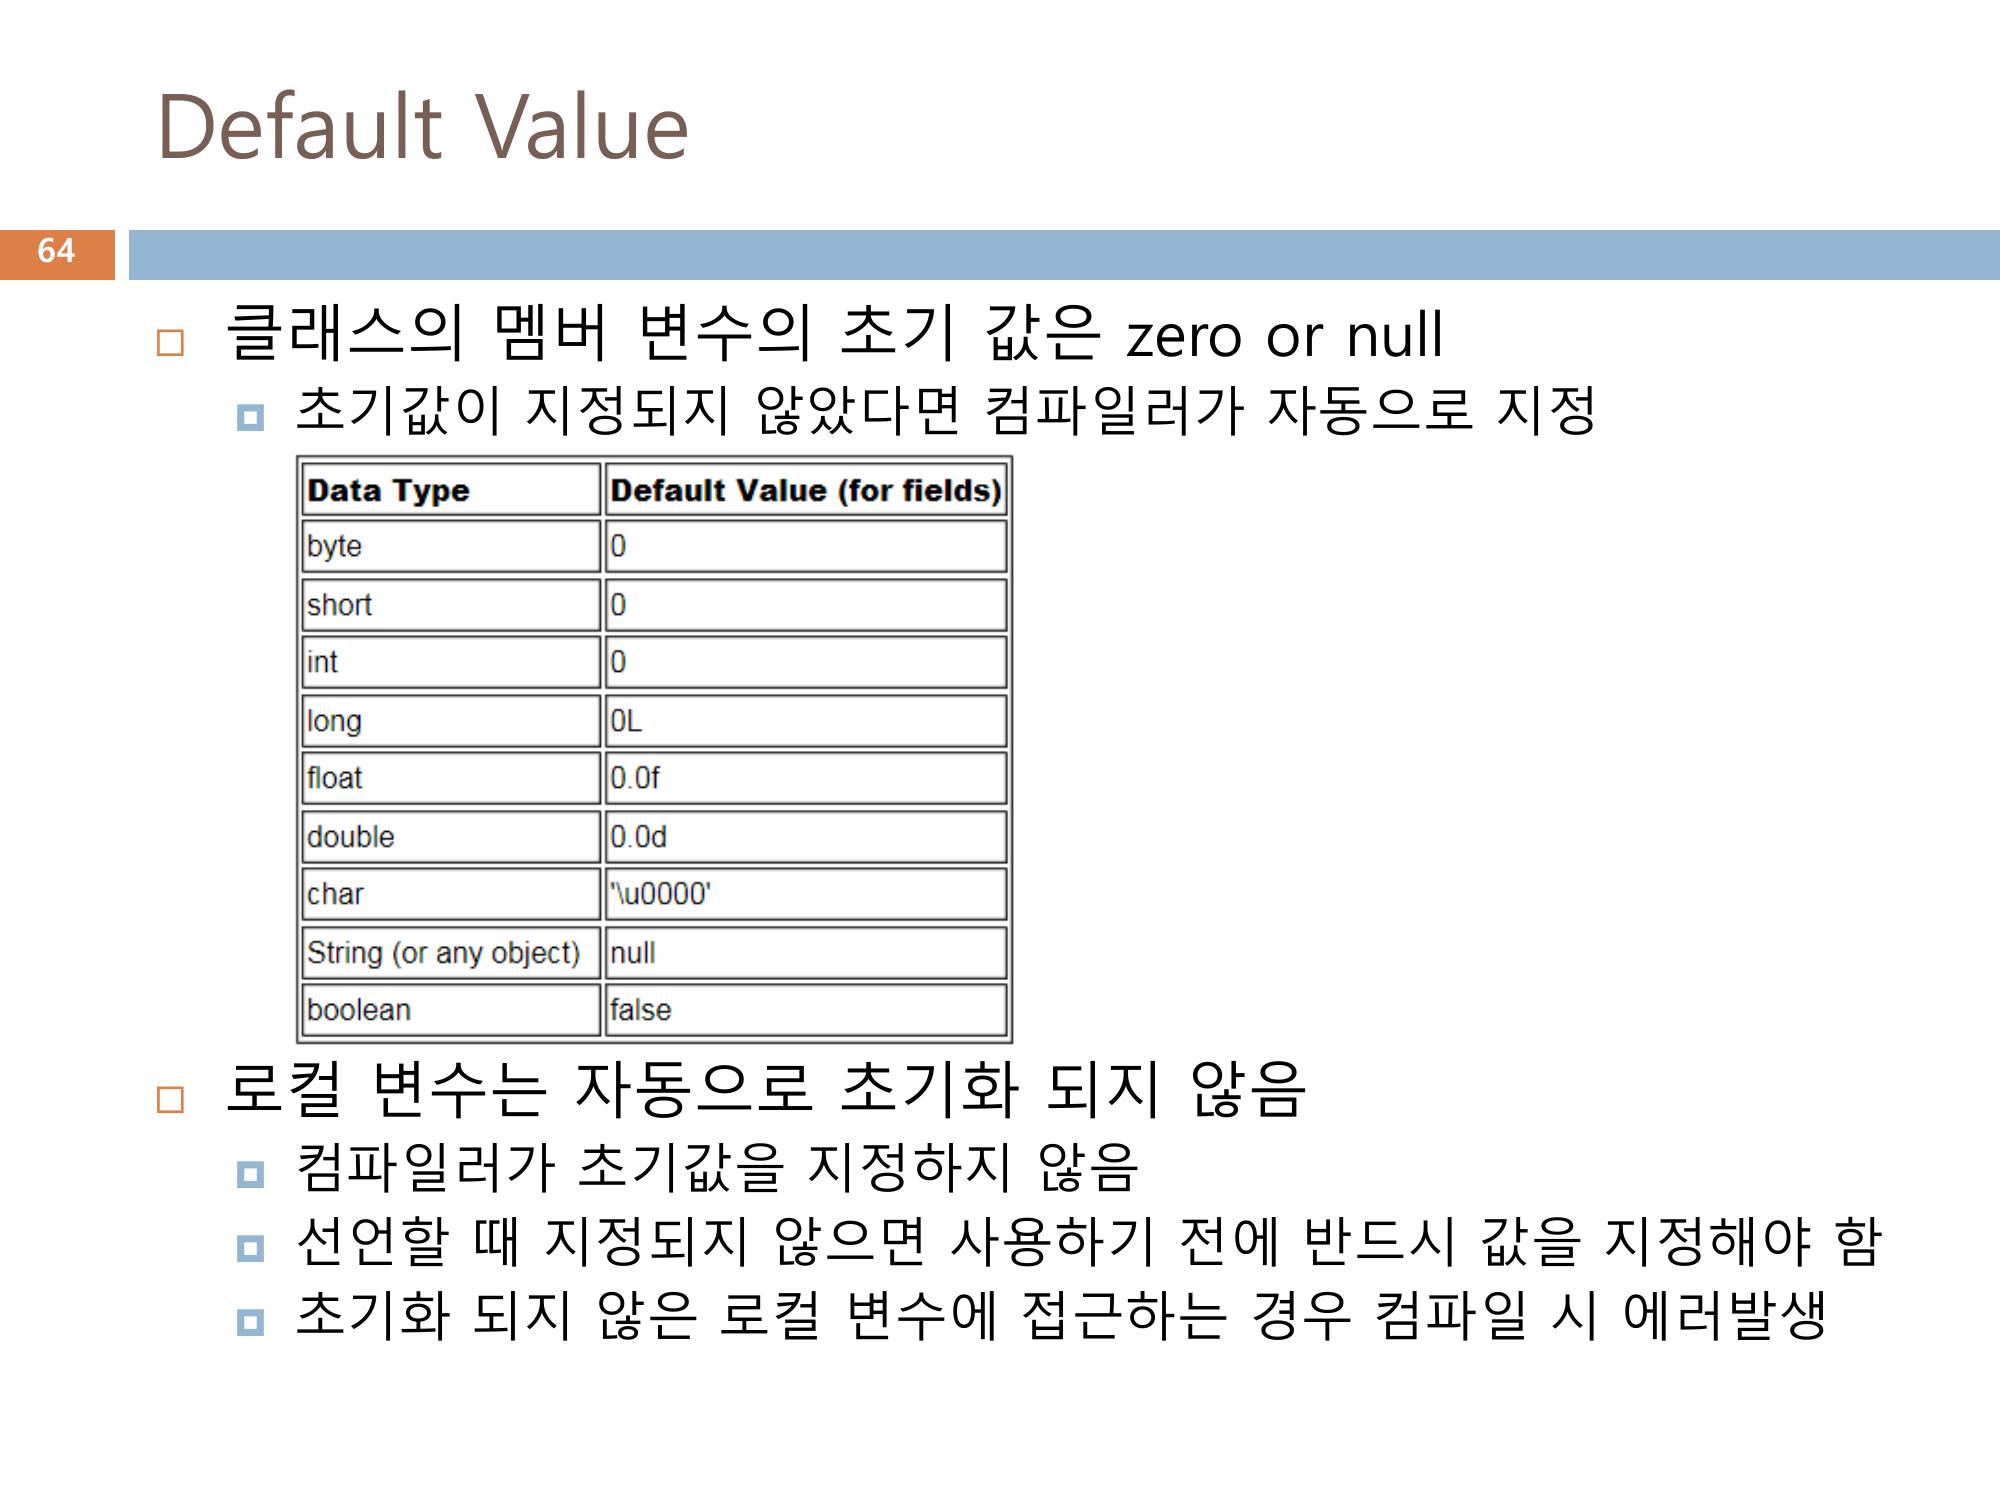 Default Value
64
클래스의 멤버 변수의 초기 값은 zero or null
초기값이 지정되지 않았다면 컴파일러가 자동으로 지정
Data Type Default Value (for fields)
byte 0
short 0
int 0
long 0L
float 0.0f
double 0.0d
char '\u0000'
String (or any object) null
boolean false
로컬 변수는 자동으로 초기화 되지 않음
컴파일러가 초기값을 지정하지 않음
선언할 때 지정되지 않으면 사용하기 전에 반드시 값을 지정해야 함
초기화 되지 않은 로컬 변수에 접근하는 경우 컴파일 시 에러발생